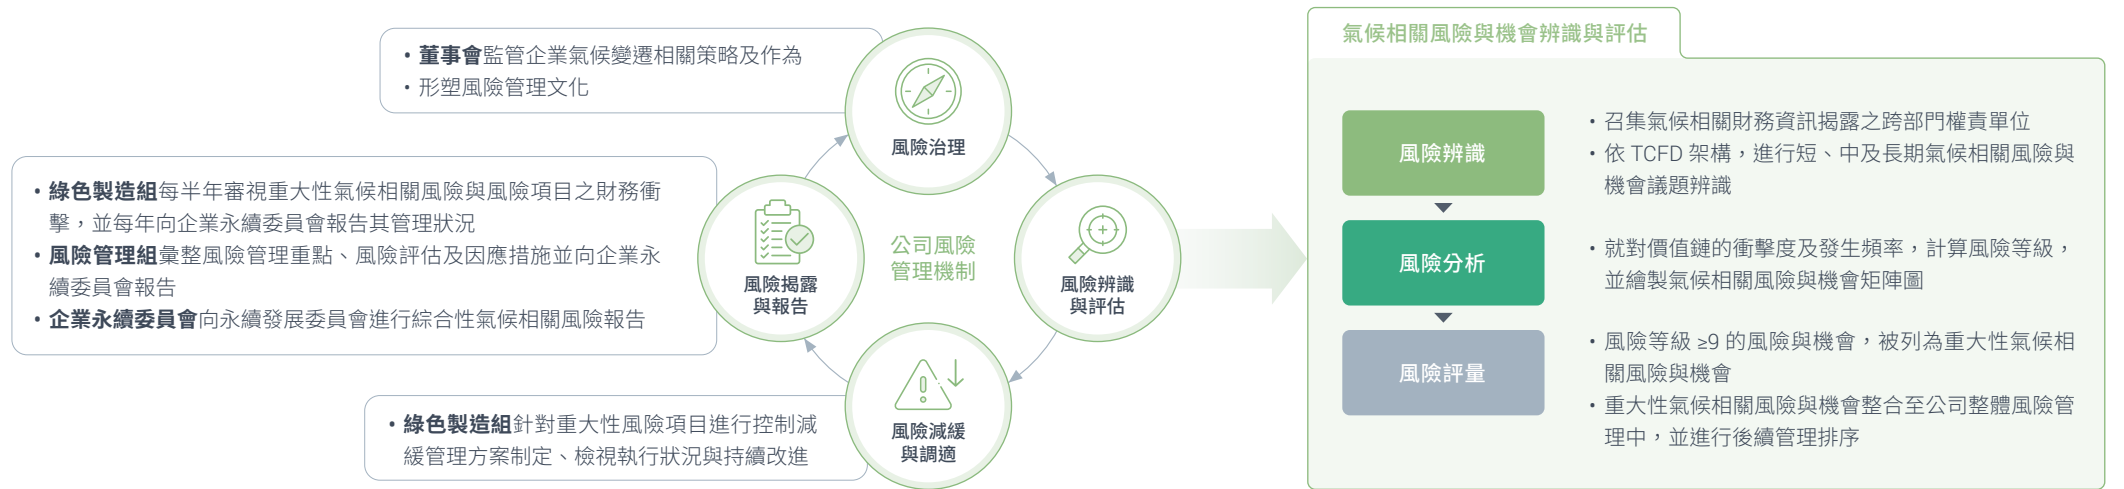 • 董事會監管企業氣候變遷相關策略及作為
• 形塑風險管理文化
風險治理
• 綠色製造組每半年審視重大性氣候相關風險與風險項目之財務衝
擊，並每年向企業永續委員會報告其管理狀況
• 風險管理組彙整風險管理重點、風險評估及因應措施並向企業永
續委員會報告
• 企業永續委員會向永續發展委員會進行綜合性氣候相關風險報告
風險揭露
與報告
公司風險
管理機制
風險辨識
與評估
• 綠色製造組針對重大性風險項目進行控制減
緩管理方案制定、檢視執行狀況與持續改進
風險減緩
與調適
氣候相關風險與機會辨識與評估
風險辨識
• 召集氣候相關財務資訊揭露之跨部門權責單位
• 依 TCFD 架構，進行短、中及長期氣候相關風險與
機會議題辨識
風險分析
• 就對價值鏈的衝擊度及發生頻率，計算風險等級，
並繪製氣候相關風險與機會矩陣圖
風險評量
• 風險等級 ≥9 的風險與機會，被列為重大性氣候相
關風險與機會
• 重大性氣候相關風險與機會整合至公司整體風險管
理中，並進行後續管理排序